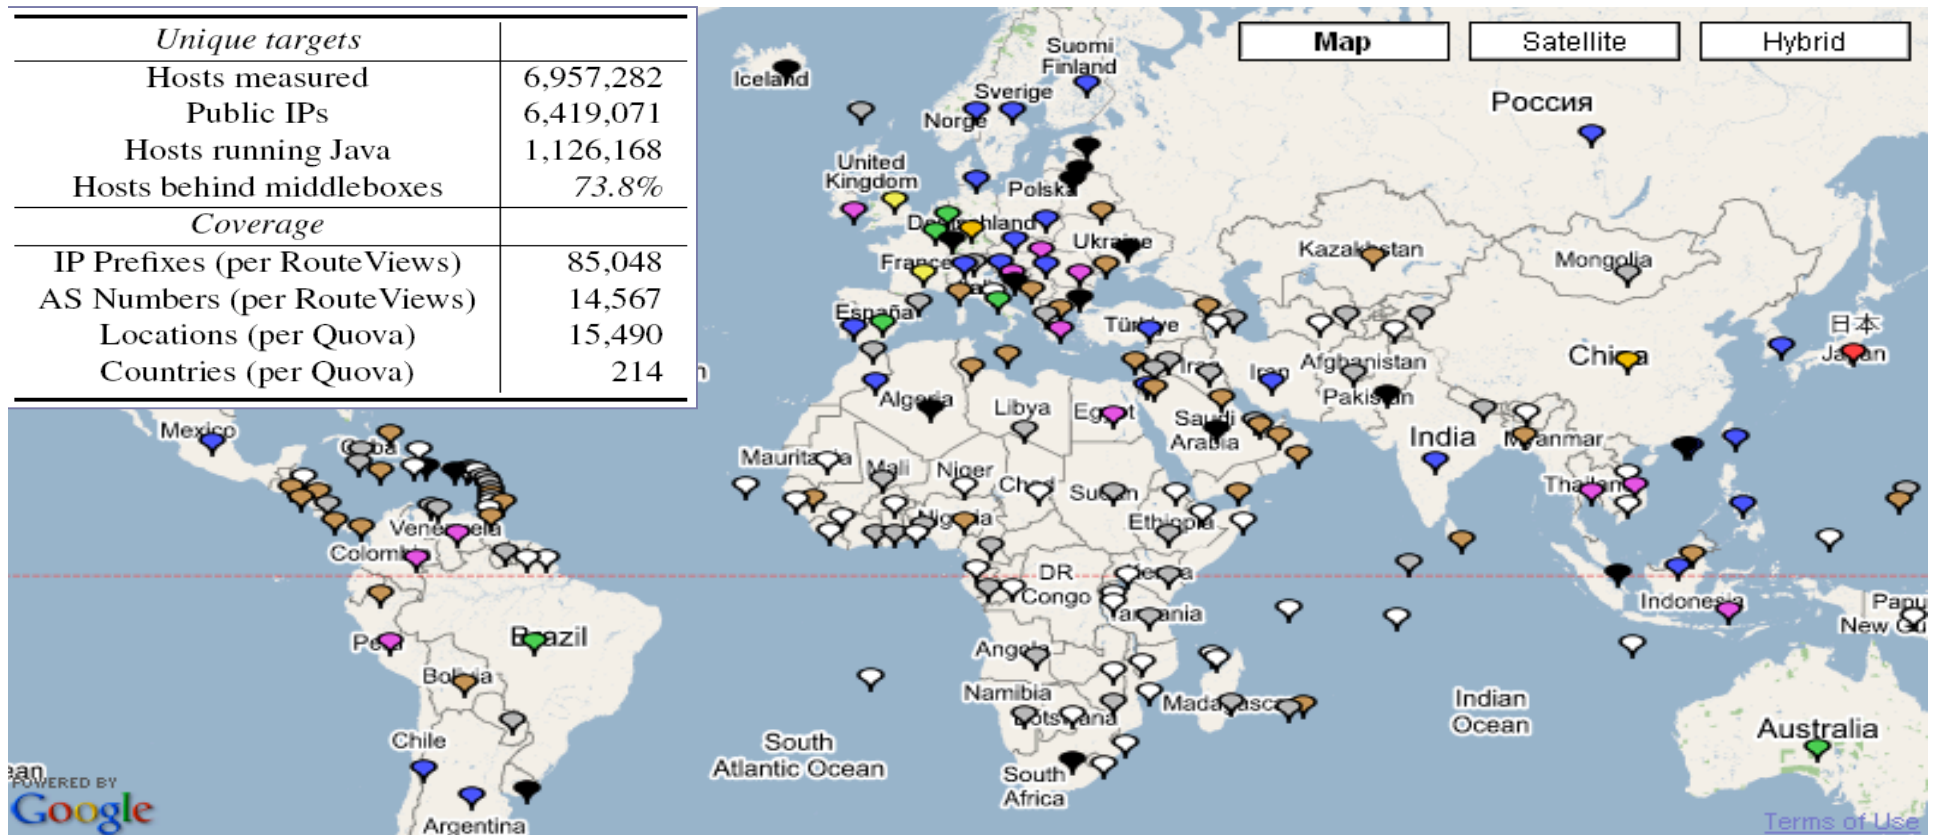 Unique targets
Hosts measured 6,957,282
Public IPs 6,419,071
Hosts running Java 1,126,168
Hosts behind middleboxes 73.8%
Coverage
IP Prefixes (per RouteViews) 85,048
AS Numbers (per RouteViews) 14,567
Locations (per Quova) 15,490
Countries (per Quova) 214
Map
Satellite
Hybrid
Iceland
Suomi
Finland
Sverige
Norge
Россия
United
Kingdom
Polska
Deutschland
Ukraine
France
Kazakhstan
Mongolia
España
Türkiye
日本
Japan
China
Afghanistan
Iraq
Iran
Pakistan
Algeria
Libya
Egypt
Saudi
Arabia
India
Myanmar
Mexico
Cuba
Mauritania
Mali
Niger
Chad
Sudan
Thailand
Nigeria
Ethiopia
Venezuela
Colombia
DR
Congo
Kenya
Tanzania
Indonesia
Papu
New Gu
Peru
Brazil
Angola
Bolivia
Namibia
Botswana
Madagascar
Indian
Ocean
Australia
Chile
South
Atlantic Ocean
South
Africa
Argentina
ean
POWERED BY
Google
Terms of Use